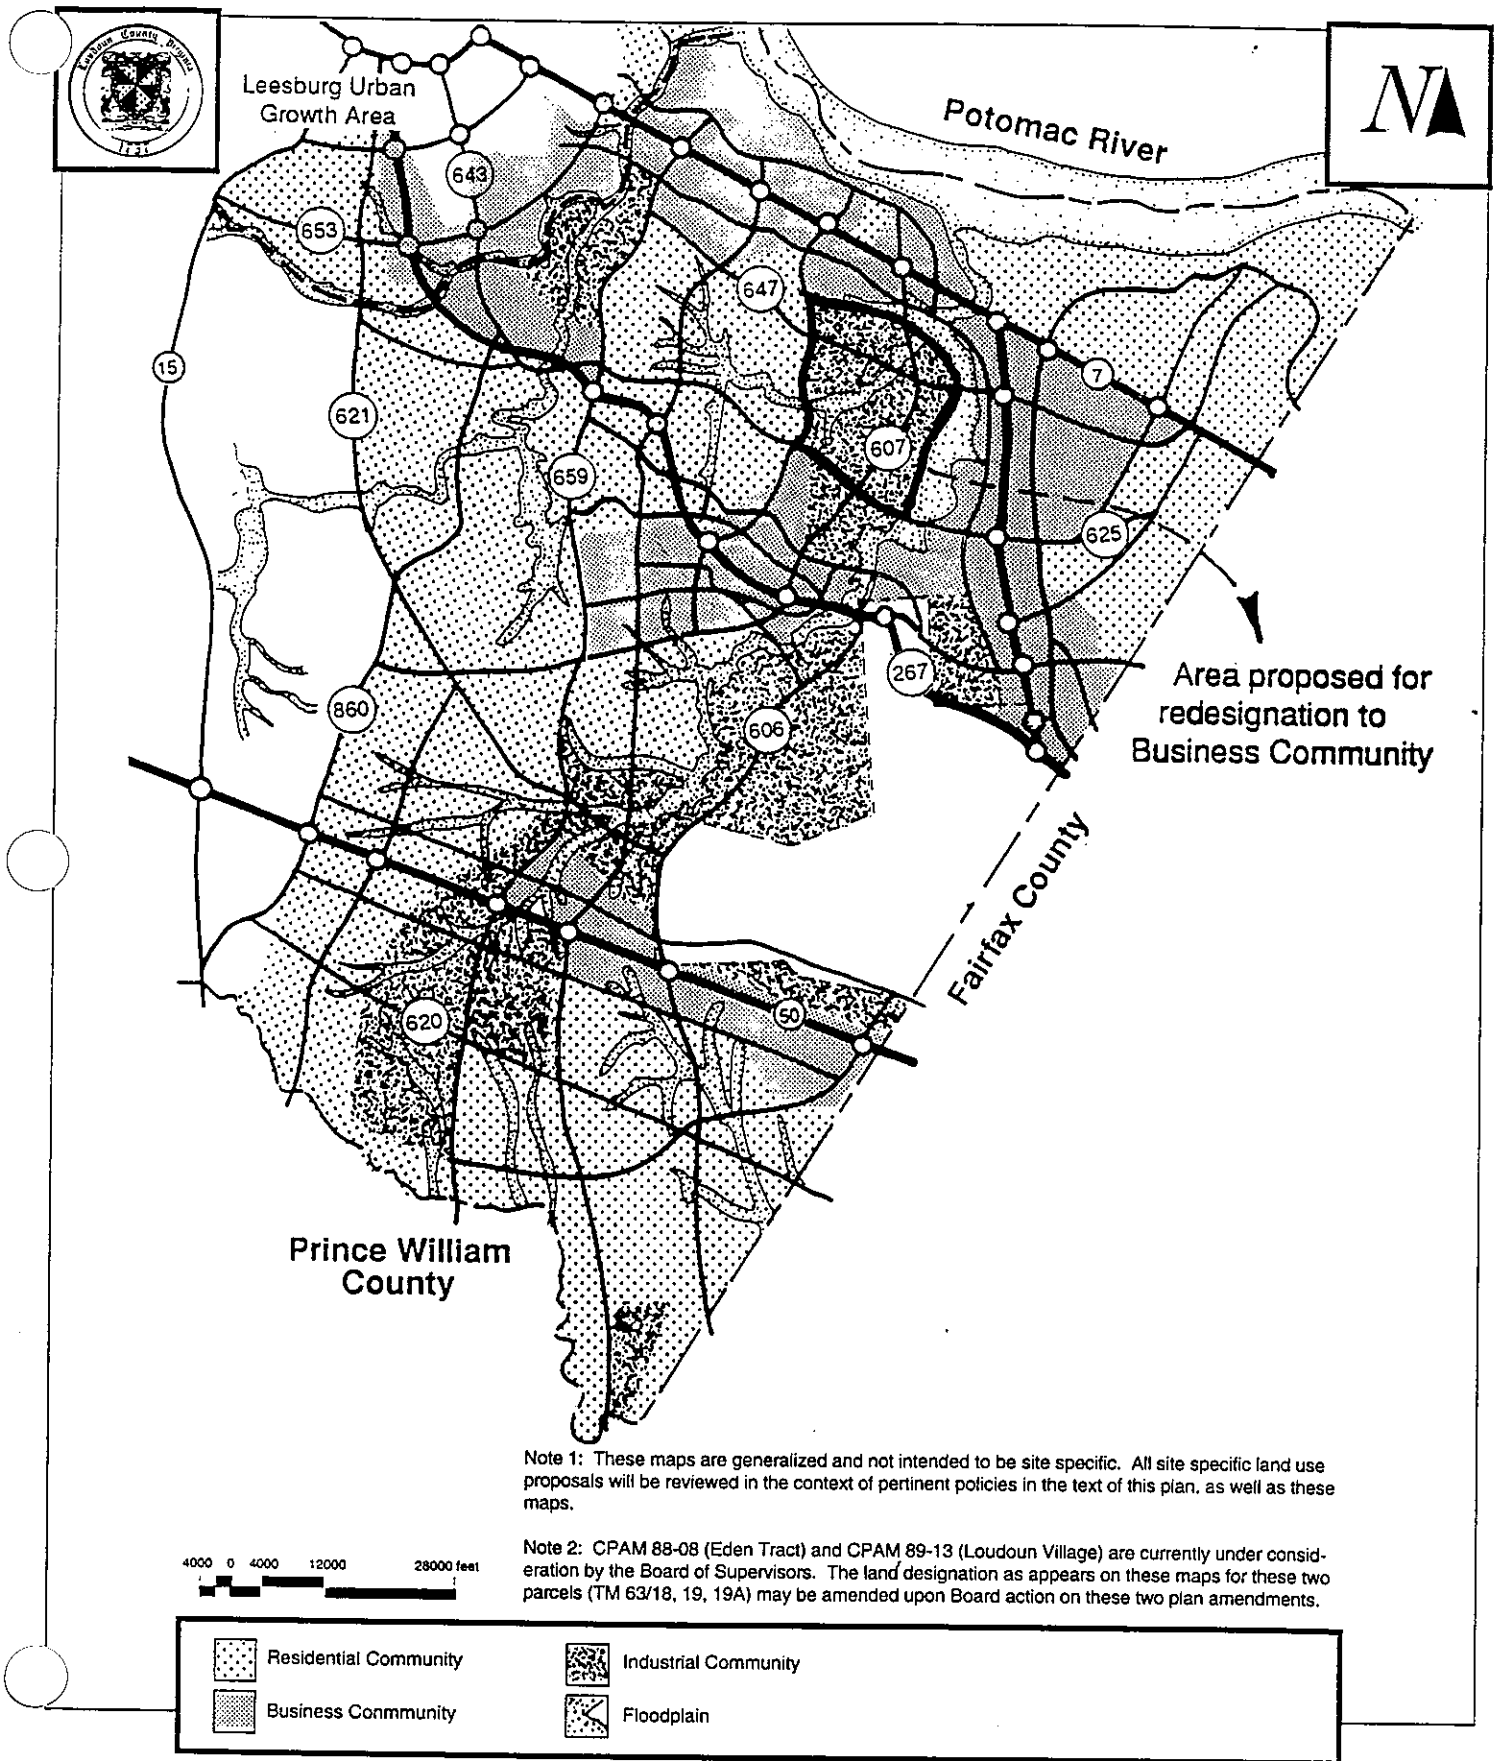 Loudoun County, Virginia
1757
Leesburg Urban
Growth Area
N
Potomac River
643
653
647
15
7
621
607
659
625
267
Area proposed for
redesignation to
Business Community
860
606
Fairfax County
50
620
Prince William
County
Note 1: These maps are generalized and not intended to be site specific. All site specific land use
proposals will be reviewed in the context of pertinent policies in the text of this plan, as well as these
maps.
Note 2: CPAM 88-08 (Eden Tract) and CPAM 89-13 (Loudoun Village) are currently under consid-
eration by the Board of Supervisors. The land designation as appears on these maps for these two
parcels (TM 63/18, 19, 19A) may be amended upon Board action on these two plan amendments.
4000 0 4000 12000 28000 feet
Residential Community
Industrial Community
Business Conmmunity
Floodplain